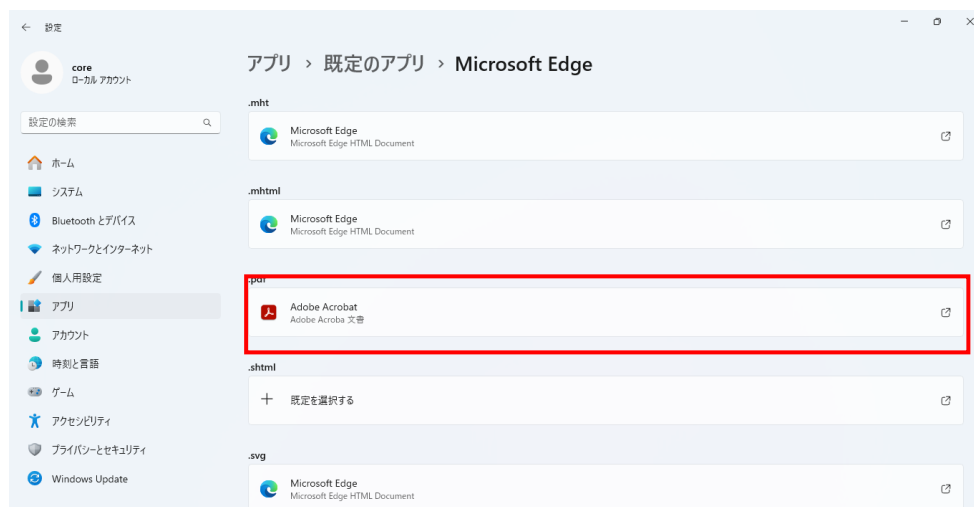 設定
core
ローカル アカウント
設定の検索
ホーム
システム
Bluetooth とデバイス
ネットワークとインターネット
個人用設定
アプリ
アカウント
時刻と言語
ゲーム
アクセシビリティ
プライバシーとセキュリティ
Windows Update
アプリ › 既定のアプリ › Microsoft Edge
.mht
Microsoft Edge
Microsoft Edge HTML Document
.mhtml
Microsoft Edge
Microsoft Edge HTML Document
.pdf
Adobe Acrobat
Adobe Acroba 文書
.shtml
既定を選択する
.svg
Microsoft Edge
Microsoft Edge HTML Document